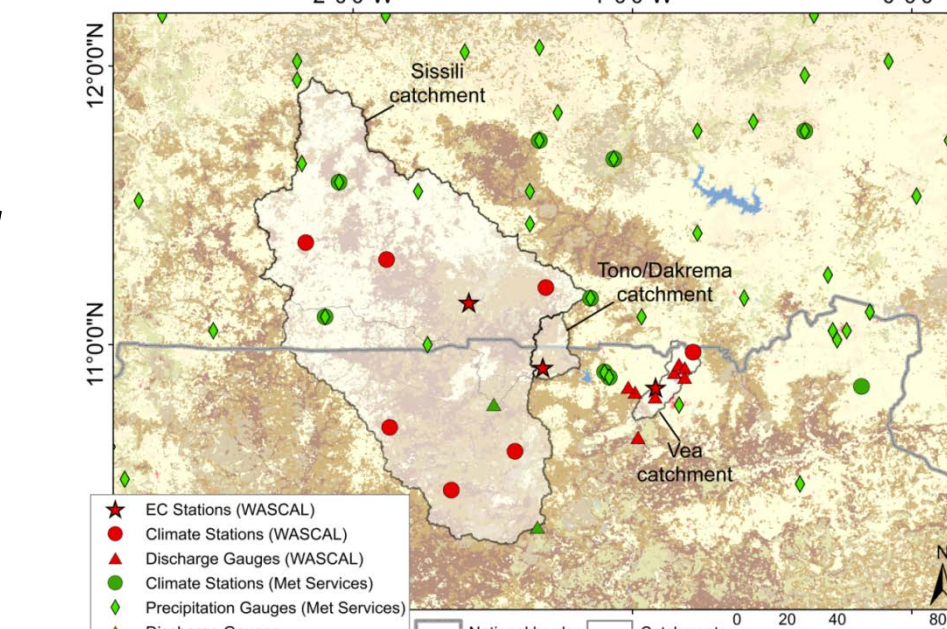 12°0'0"N
Sissili
catchment
Tono/Dakrema
catchment
11°0'0"N
Vea
catchment
EC Stations (WASCAL)
Climate Stations (WASCAL)
Discharge Gauges (WASCAL)
Climate Stations (Met Services)
Precipitation Gauges (Met Services)
N
0 20 40 80